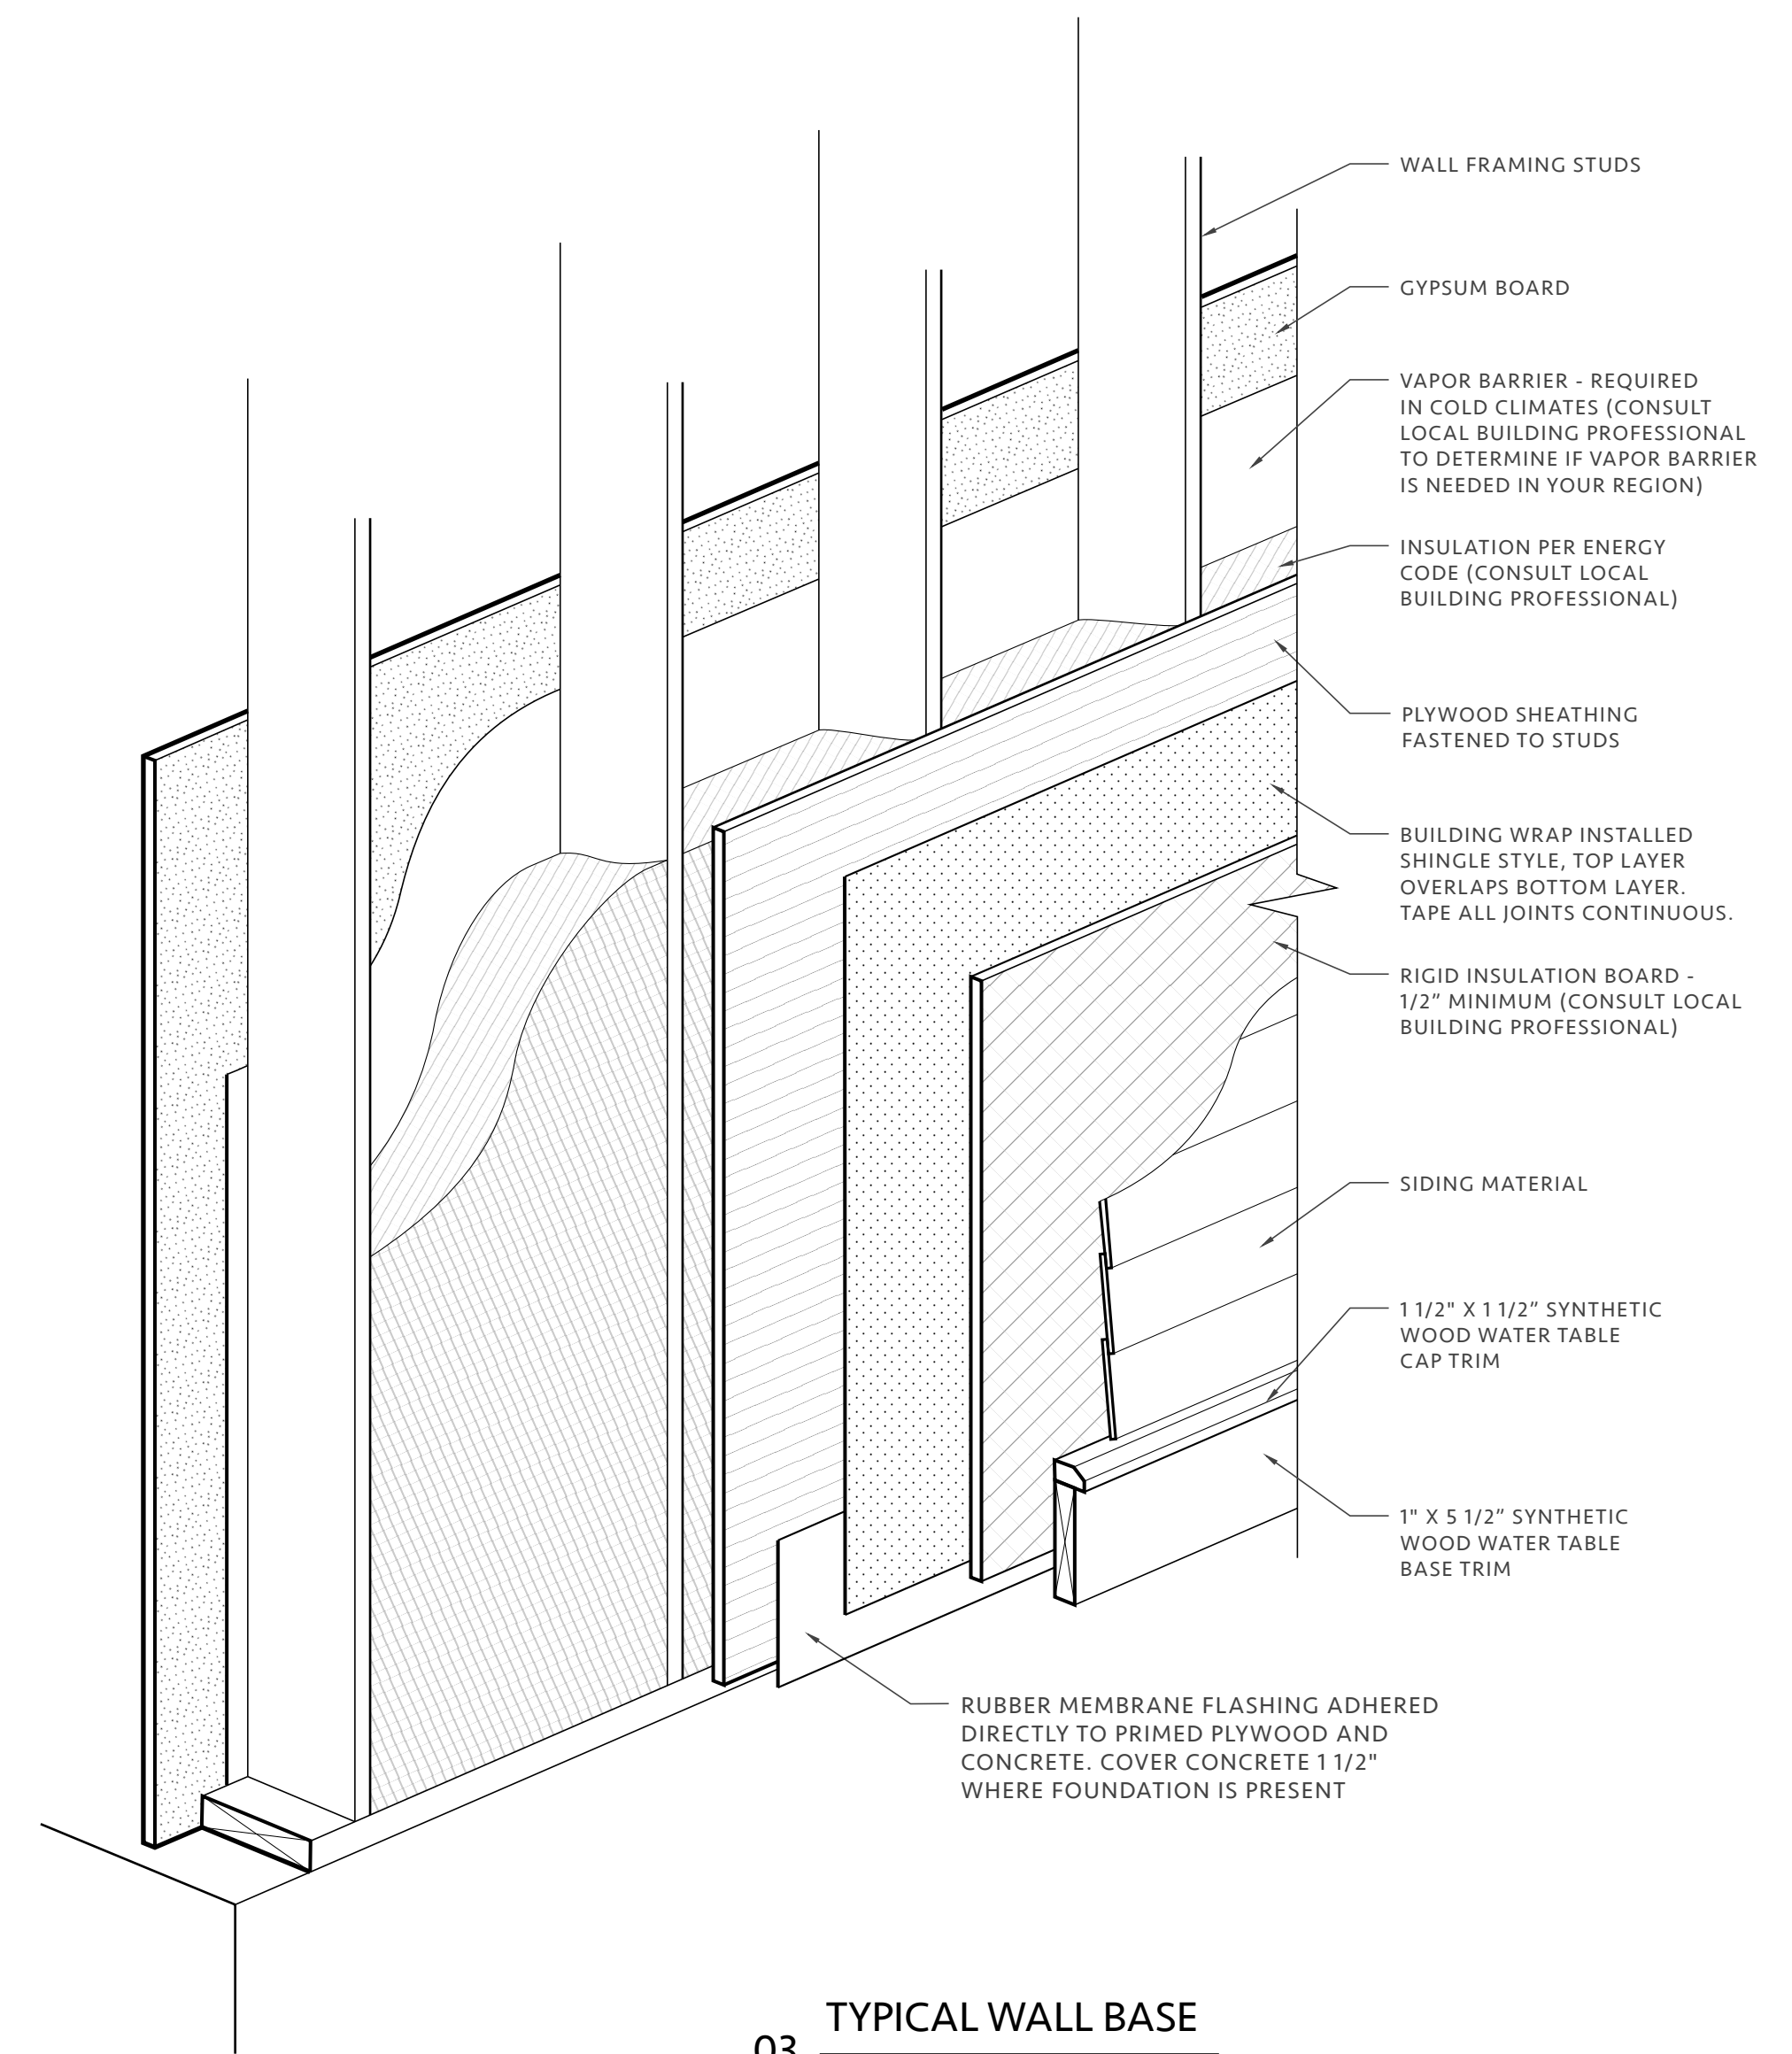 WALL FRAMING STUDS
GYPSUM BOARD
VAPOR BARRIER - REQUIRED
IN COLD CLIMATES (CONSULT
LOCAL BUILDING PROFESSIONAL
TO DETERMINE IF VAPOR BARRIER
IS NEEDED IN YOUR REGION)
INSULATION PER ENERGY
CODE (CONSULT LOCAL
BUILDING PROFESSIONAL)
PLYWOOD SHEATHING
FASTENED TO STUDS
BUILDING WRAP INSTALLED
SHINGLE STYLE, TOP LAYER
OVERLAPS BOTTOM LAYER.
TAPE ALL JOINTS CONTINUOUS.
RIGID INSULATION BOARD -
1/2” MINIMUM (CONSULT LOCAL
BUILDING PROFESSIONAL)
SIDING MATERIAL
1 1/2" X 1 1/2” SYNTHETIC
WOOD WATER TABLE
CAP TRIM
1" X 5 1/2” SYNTHETIC
WOOD WATER TABLE
BASE TRIM
RUBBER MEMBRANE FLASHING ADHERED
DIRECTLY TO PRIMED PLYWOOD AND
CONCRETE. COVER CONCRETE 1 1/2"
WHERE FOUNDATION IS PRESENT
TYPICAL WALL BASE
03